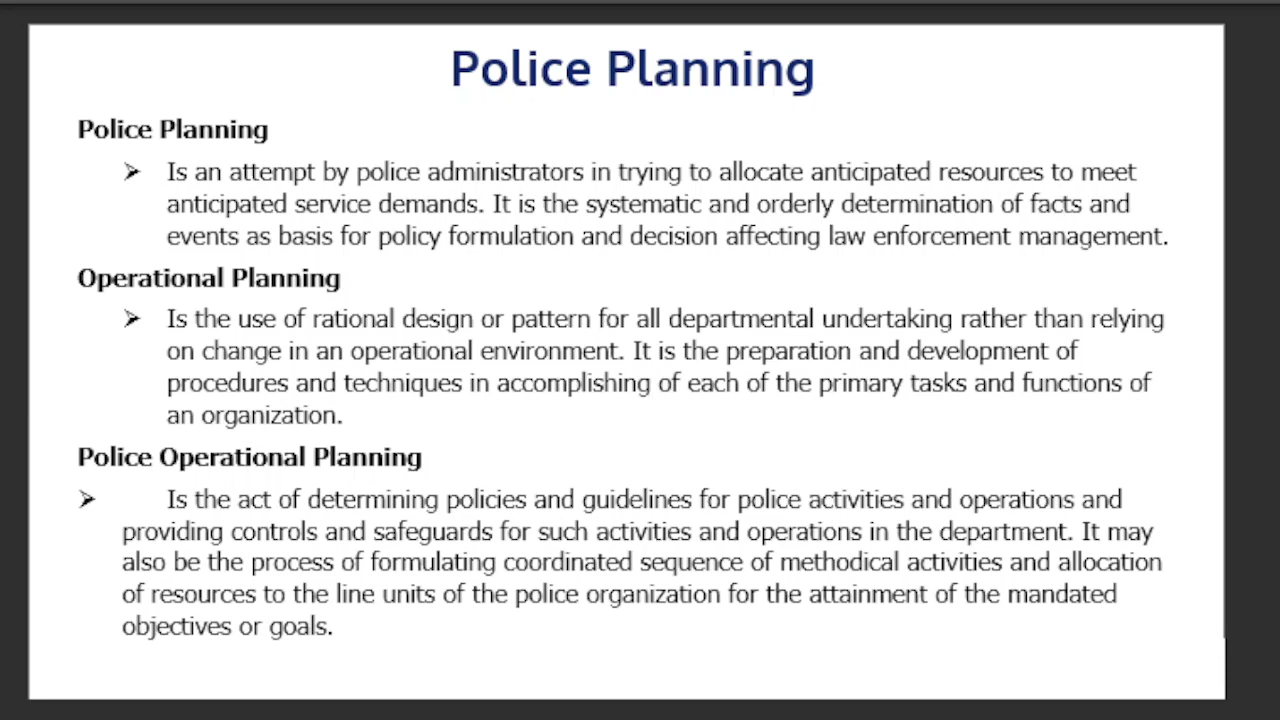 Police Planning
Police Planning
➢ Is an attempt by police administrators in trying to allocate anticipated resources to meet
anticipated service demands. It is the systematic and orderly determination of facts and
events as basis for policy formulation and decision affecting law enforcement management.
Operational Planning
➢ Is the use of rational design or pattern for all departmental undertaking rather than relying
on change in an operational environment. It is the preparation and development of
procedures and techniques in accomplishing of each of the primary tasks and functions of
an organization.
Police Operational Planning
➢ Is the act of determining policies and guidelines for police activities and operations and
providing controls and safeguards for such activities and operations in the department. It may
also be the process of formulating coordinated sequence of methodical activities and allocation
of resources to the line units of the police organization for the attainment of the mandated
objectives or goals.